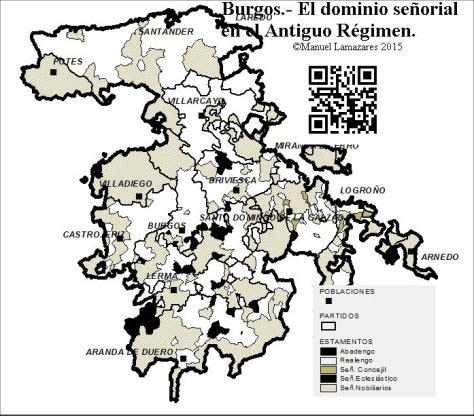 Burgos.- El dominio señorial
en el Antiguo Régimen.
©Manuel Lamazares 2015
LAREDO
SANTANDER
POTES
VILLARCAYO
MIRANDA EBRO
VILLADIEGO
BRIVIESCA
LOGROÑO
SANTO DOMINGO DE LA CALZADA
CASTROJERIZ
BURGOS
ARNEDO
LERMA
ARANDA DE DUERO
POBLACIONES
PARTIDOS
ESTAMENTOS
Abadengo
Realengo
Señ. Concejil
Señ.Eclesiástico
Señ.Nobiliarios